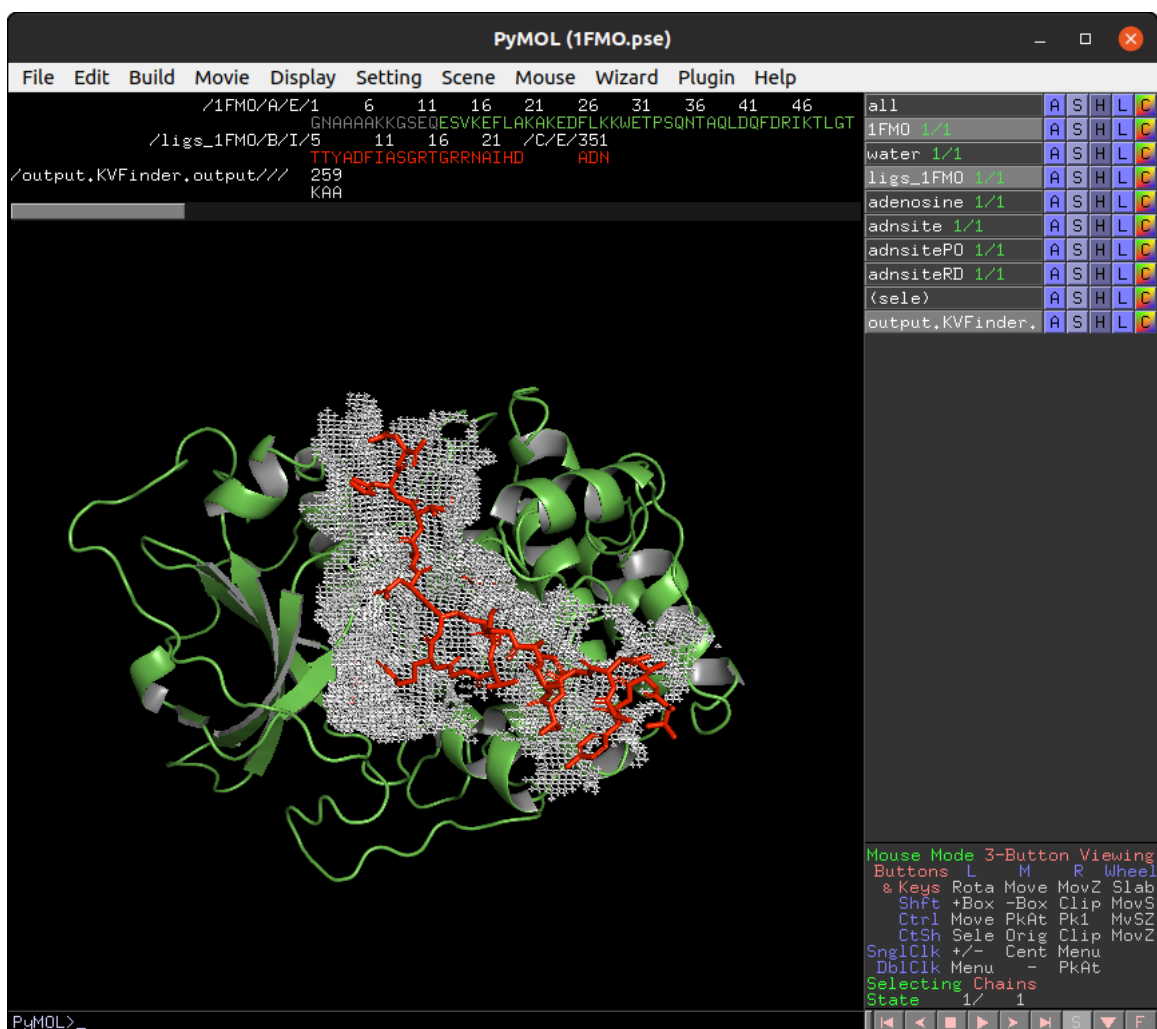 PyMOL (1FMO.pse)
File Edit Build Movie Display Setting Scene Mouse Wizard Plugin Help
/1FMO/A/E/1 6 11 16 21 26 31 36 41 46
GNAAAAKKGSEQESVKEFLAKAKEDFLKKWETPSQNTAQLDQFDRIKTLGT
/ligs_1FMO/B/I/5 11 16 21 /C/E/351
TTYADFIASGRTGRRNAIHD ADN
/output.KVFinder.output/// 259
KAA
all A S H L C
1FMO 1/1 A S H L C
water 1/1 A S H L C
ligs_1FMO 1/1 A S H L C
adenosine 1/1 A S H L C
adnsite 1/1 A S H L C
adnsitePO 1/1 A S H L C
adnsiteRD 1/1 A S H L C
(sele) A S H L C
output.KVFinder. A S H L C
Mouse Mode 3-Button Viewing
Buttons L M R Wheel
& Keys Rota Move MovZ Slab
Shft +Box -Box Clip MovS
Ctrl Move PkAt Pk1 MvSZ
CtSh Sele Orig Clip MovZ
SnglClk +/- Cent Menu
DblClk Menu - PkAt
Selecting Chains
State 1/ 1
PyMOL>_
S F